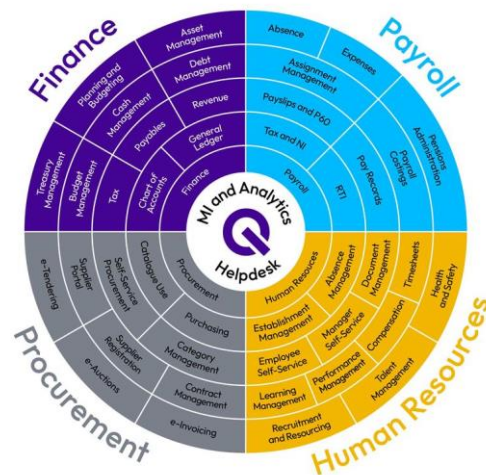 Finance
Asset
Management
Planning and
Budgeting
Debt
Management
Cash
Management
Revenue
Payables
General
Ledger
Treasury
Management
Budget
Management
Tax
Chart of
Accounts
Finance
Payroll
Absence
Expenses
Assignment
Management
Payslips and P60
Tax and NI
Payroll
RTI
Pay Records
Payroll
Costings
Pensions
Administration
MI and Analytics
Helpdesk
Procurement
e-Tendering
Supplier
Portal
Self-Service
Procurement
Catalogue Use
Procurement
Purchasing
Category
Management
Supplier
Registration
Contract
Management
e-Auctions
e-Invoicing
Human Resources
Human Resouces
Absence
Management
Document
Management
Timesheets
Health
and Safety
Establishment
Management
Manager
Self-Service
Compensation
Employee
Self-Service
Performance
Management
Talent
Management
Learning
Management
Recruitment
and Resourcing